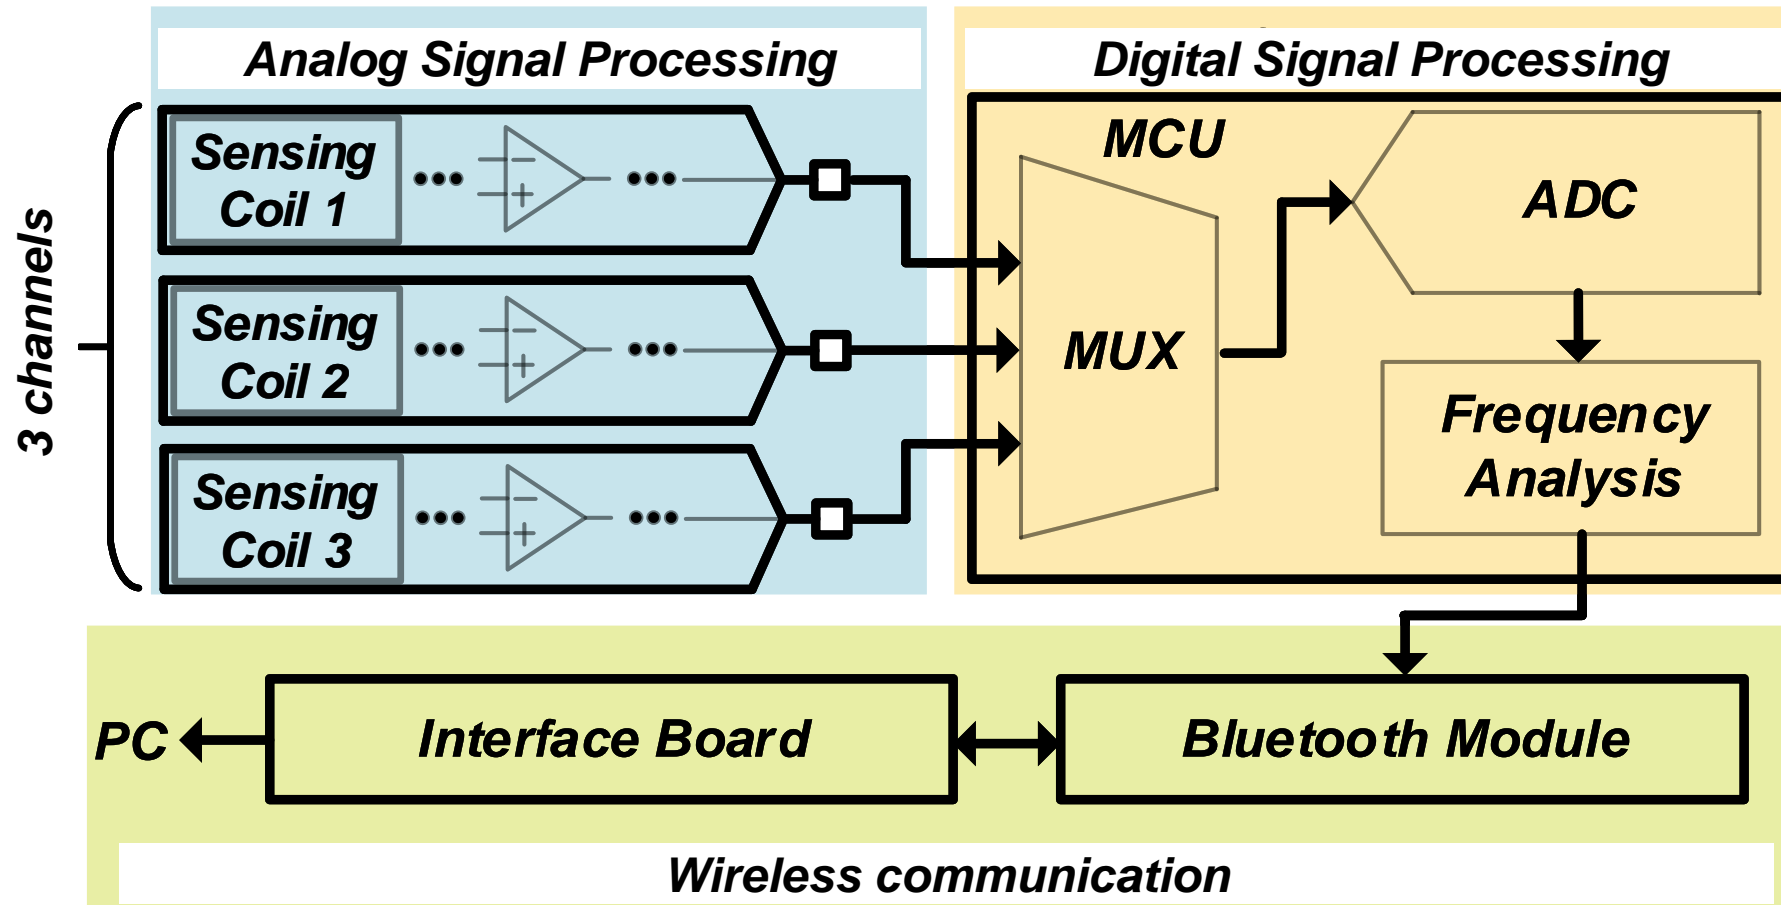 Analog Signal Processing
Digital Signal Processing
3 channels
Sensing
Coil 1
Sensing
Coil 2
Sensing
Coil 3
MCU
MUX
ADC
Frequency
Analysis
PC
Interface Board
Bluetooth Module
Wireless communication